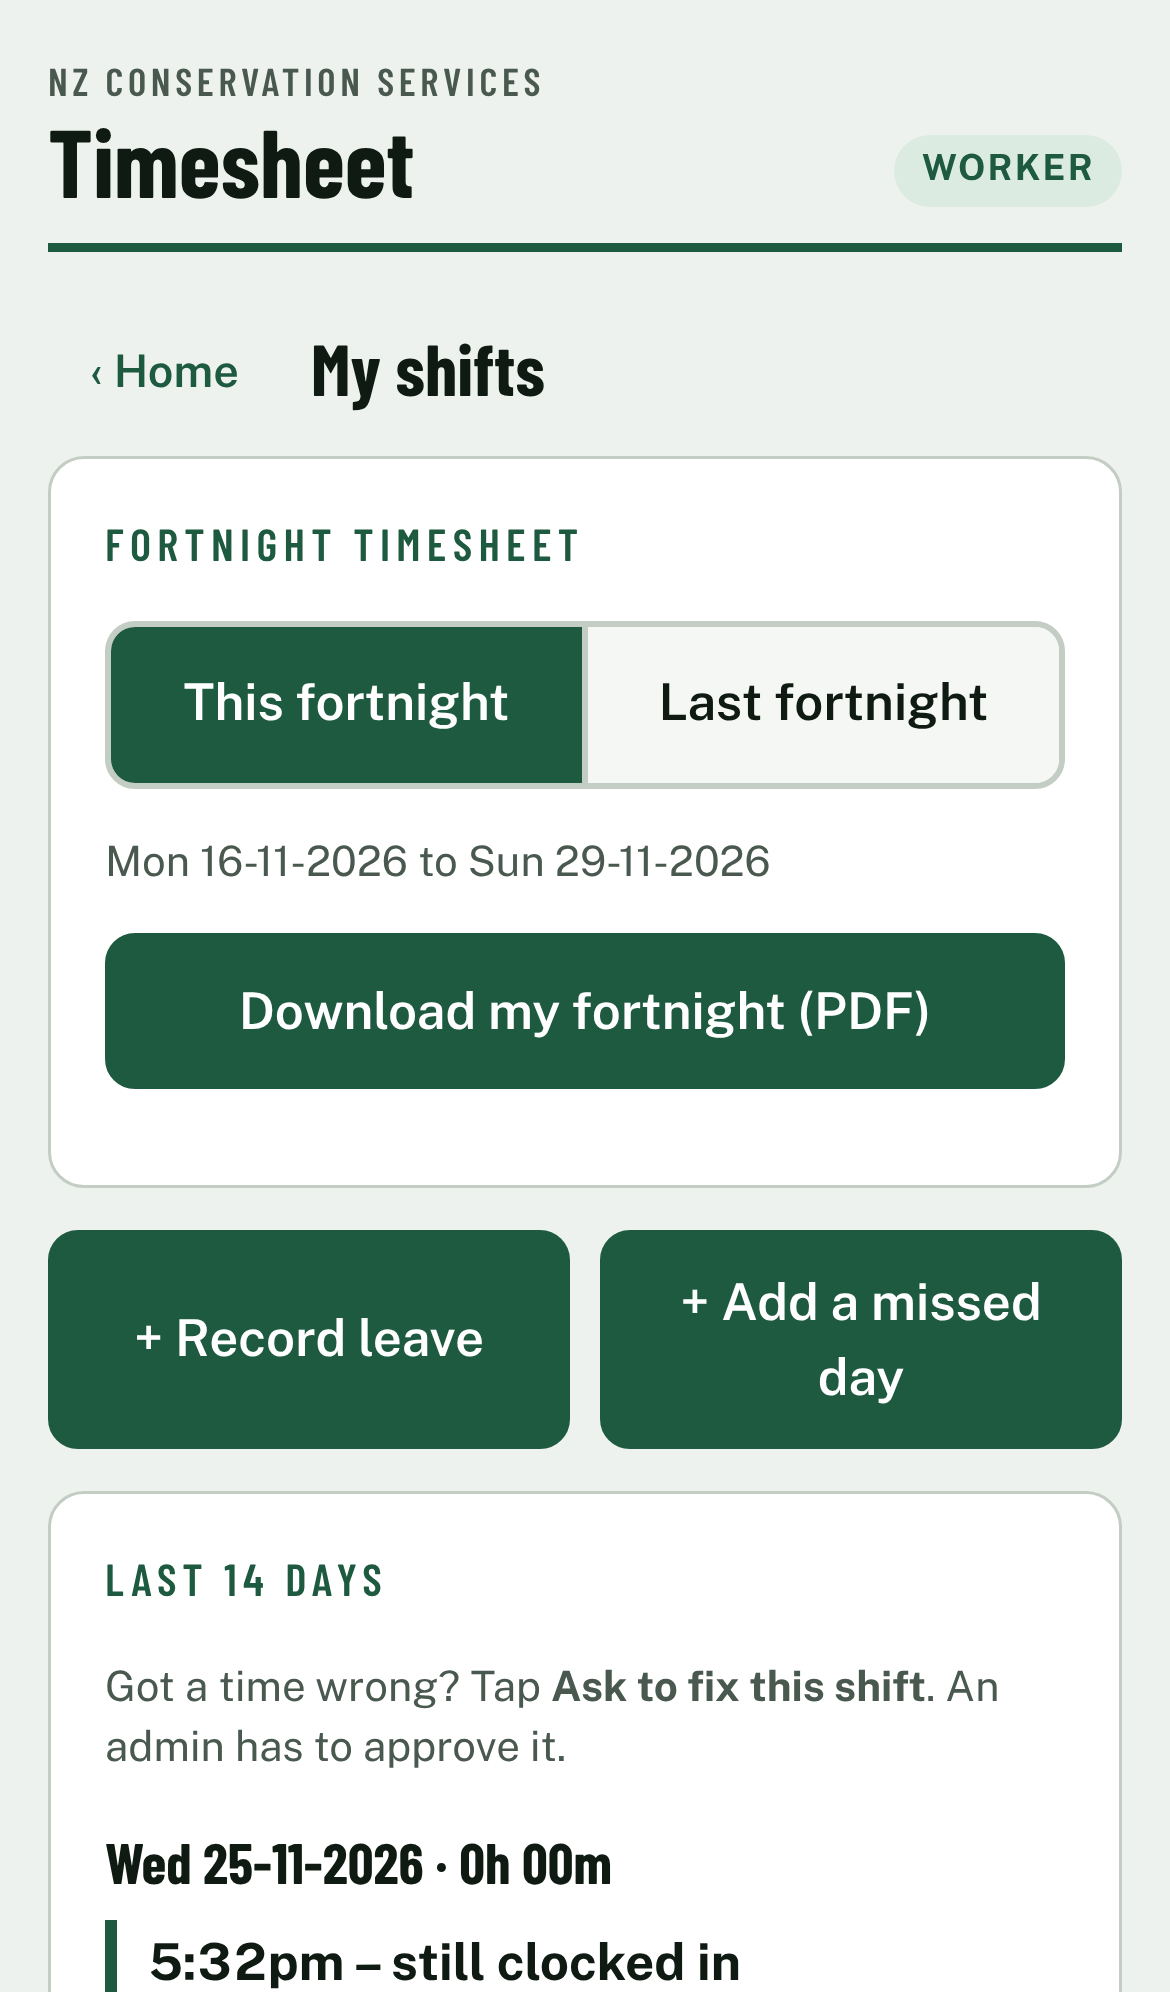 NZ CONSERVATION SERVICES
Timesheet
WORKER
‹ Home
My shifts
FORTNIGHT TIMESHEET
This fortnight
Last fortnight
Mon 16-11-2026 to Sun 29-11-2026
Download my fortnight (PDF)
+ Record leave
+ Add a missed
day
LAST 14 DAYS
Got a time wrong? Tap Ask to fix this shift. An
admin has to approve it.
Wed 25-11-2026 · 0h 00m
5:32pm – still clocked in